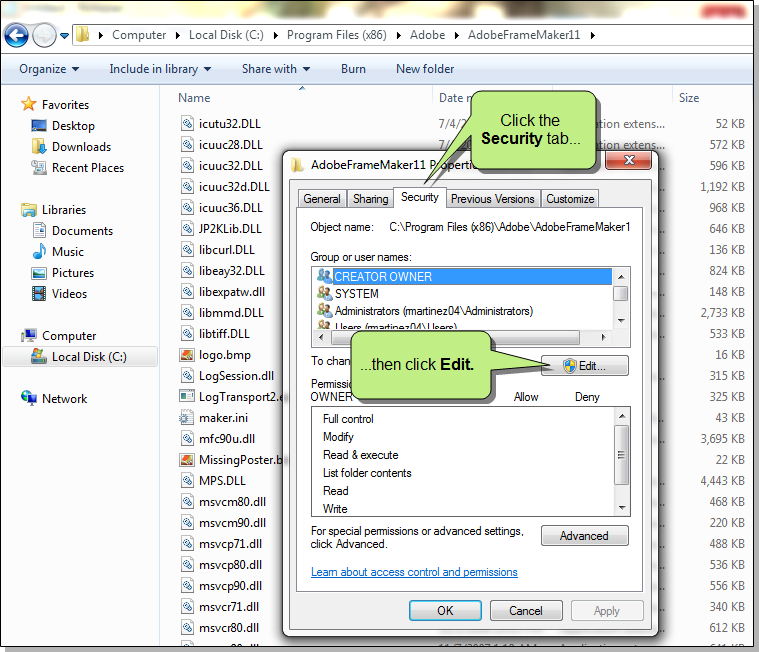 Computer ▸ Local Disk (C:) ▸ Program Files (x86) ▸ Adobe ▸ AdobeFrameMaker11 ▸
Organize Include in library Share with Burn New folder
Favorites
Desktop
Downloads
Recent Places
Libraries
Documents
Music
Pictures
Videos
Computer
Local Disk (C:)
Network
Name Size
icutu32.DLL 52 KB
icuuc28.DLL 572 KB
icuuc32.DLL 596 KB
icuuc32d.DLL 1,192 KB
icuuc36.DLL 968 KB
JP2KLib.DLL 646 KB
libcurl.DLL 136 KB
libeay32.DLL 824 KB
libexpatw.dll 148 KB
libmmd.DLL 2,733 KB
libtiff.DLL 533 KB
logo.bmp 16 KB
LogSession.dll 315 KB
LogTransport2.e 325 KB
maker.ini 43 KB
mfc90u.dll 3,695 KB
MissingPoster.b 22 KB
MPS.DLL 4,443 KB
msvcm80.dll 468 KB
msvcm90.dll 220 KB
msvcp71.dll 488 KB
msvcp80.dll 536 KB
msvcp90.dll 556 KB
msvcr71.dll 340 KB
msvcr80.dll 612 KB
Click the
Security tab...
AdobeFrameMaker11 Properti
General Sharing Security Previous Versions Customize
Object name: C:\Program Files (x86)\Adobe\AdobeFrameMaker1
Group or user names:
CREATOR OWNER
SYSTEM
Administrators (martinez04\Administrators)
Users (martinez04\Users)
To chan
Edit...
...then click Edit.
Permissi
OWNER Allow Deny
Full control
Modify
Read & execute
List folder contents
Read
Write
For special permissions or advanced settings,
click Advanced.
Advanced
Learn about access control and permissions
OK Cancel Apply